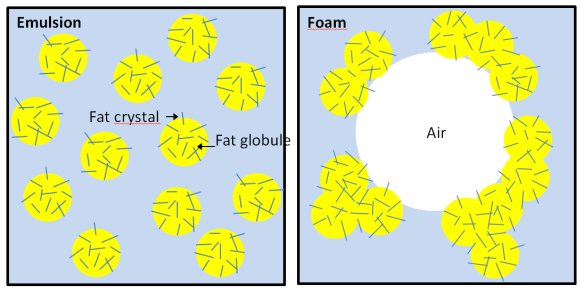 Emulsion
Fat crystal
Fat globule
Foam
Air